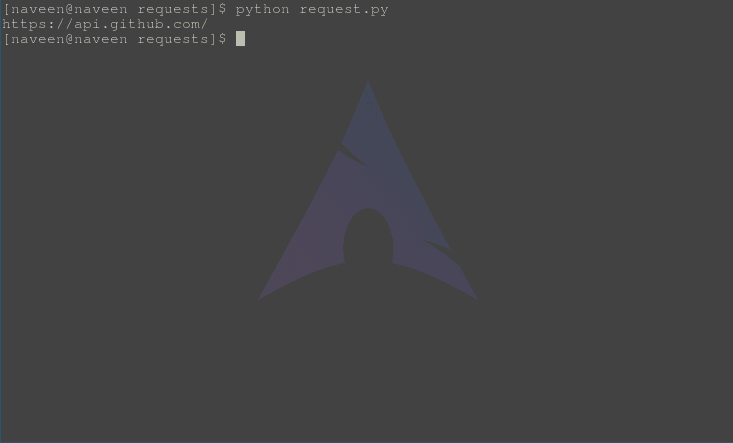 [naveen@naveen requests]$ python request.py
https://api.github.com/
[naveen@naveen requests]$